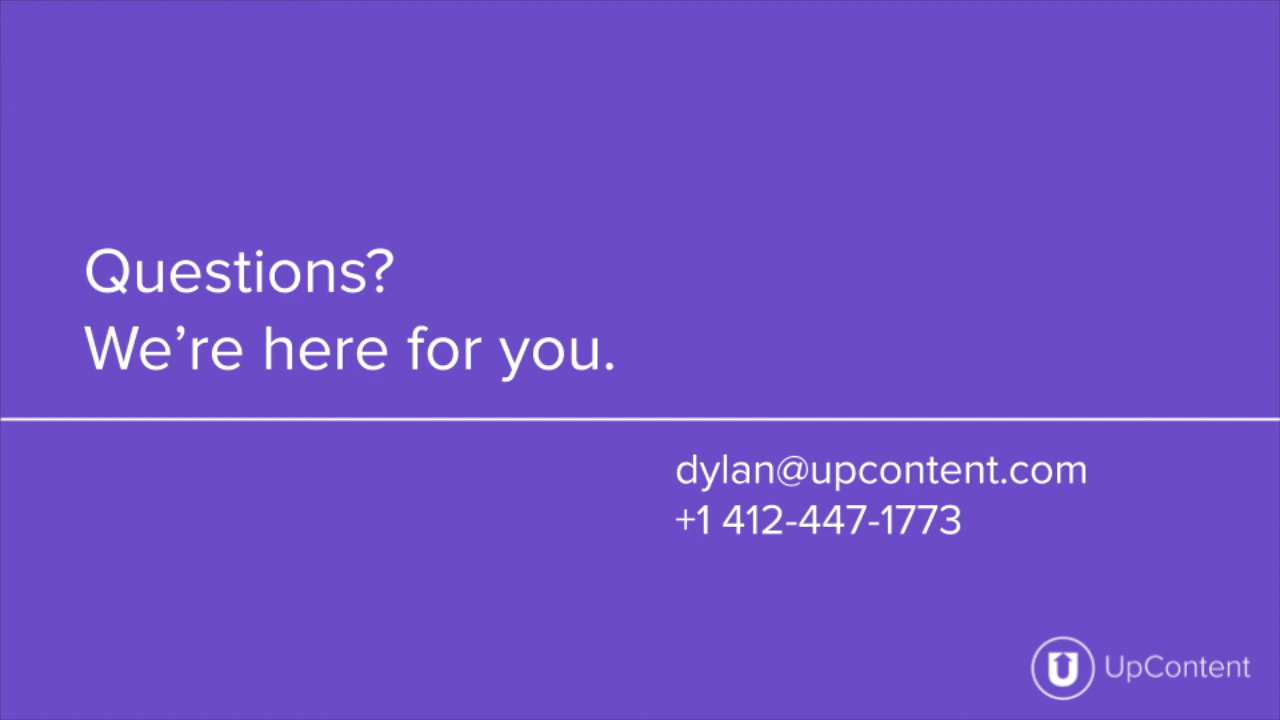 Questions?
We’re here for you.
dylan@upcontent.com
+1 412-447-1773
UpContent